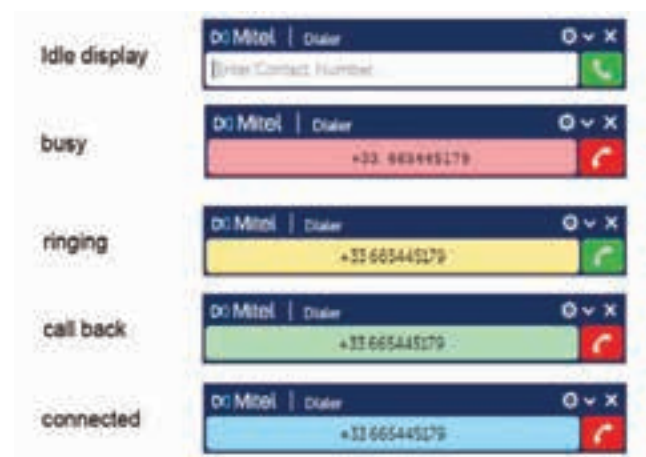 Idle display
Mitel | Dialer
Enter Contact Number
busy
Mitel | Dialer
+33 665445179
ringing
Mitel | Dialer
+33 665445179
call back
Mitel | Dialer
+33 665445179
connected
Mitel | Dialer
+33 665445179